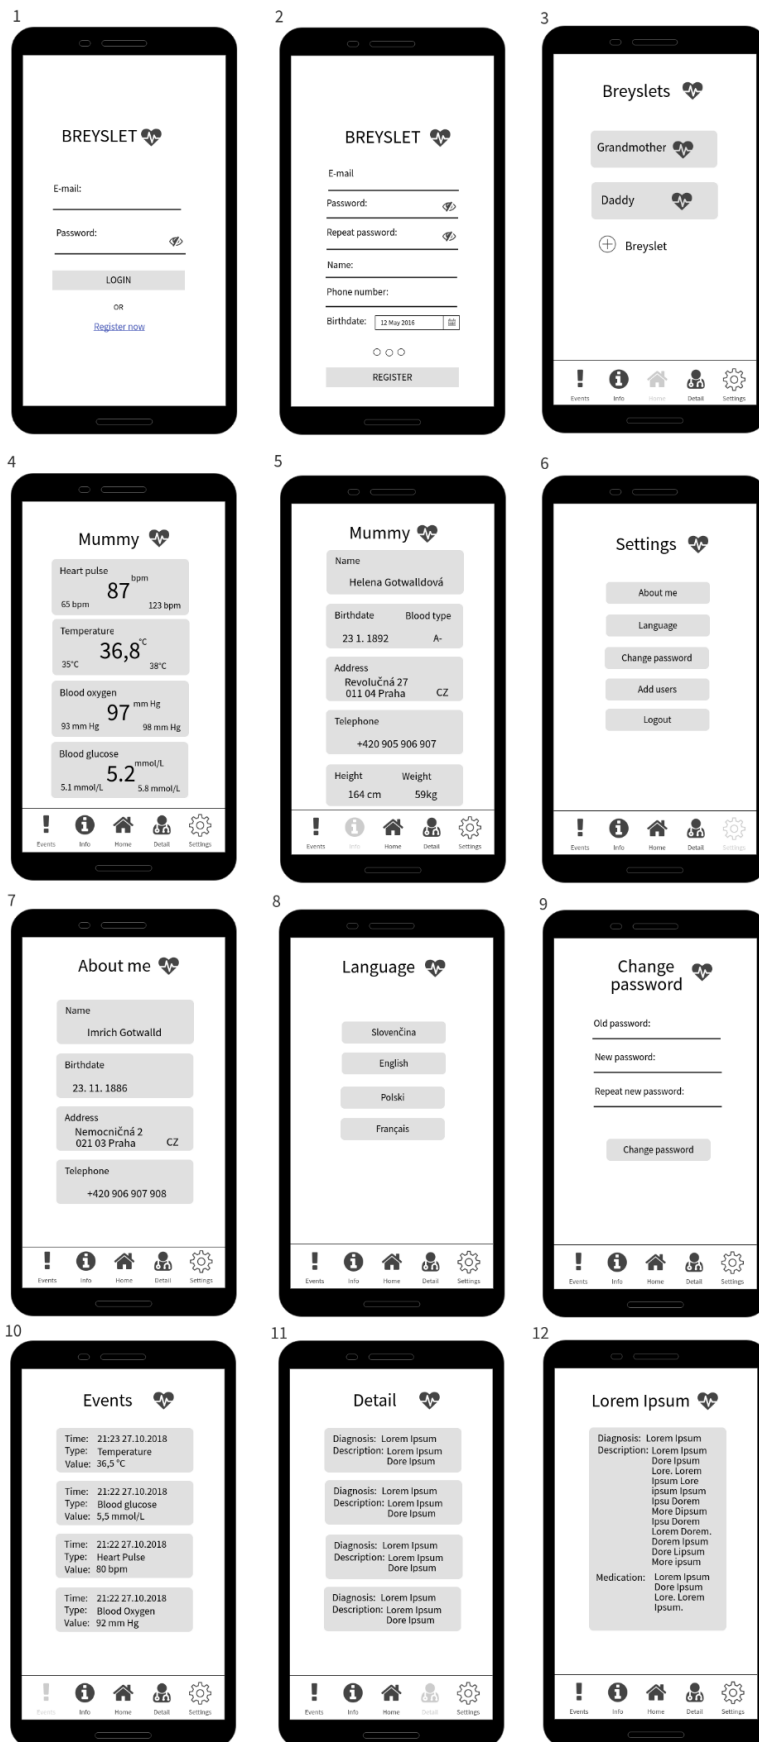 1
BREYSLET
E-mail:
Password:
LOGIN
OR
Register now
2
BREYSLET
E-mail
Password:
Repeat password:
Name:
Phone number:
Birthdate: 12 May 2016
REGISTER
3
Breyslets
Grandmother
Daddy
Breyslet
Events Info Home Detail Settings
4
Mummy
Heart pulse
87 bpm
65 bpm 123 bpm
Temperature
36,8 °C
35°C 38°C
Blood oxygen
97 mm Hg
93 mm Hg 98 mm Hg
Blood glucose
5.2 mmol/L
5.1 mmol/L 5.8 mmol/L
Events Info Home Detail Settings
5
Mummy
Name
Helena Gotwalldová
Birthdate Blood type
23 1. 1892 A-
Address
Revolučná 27
011 04 Praha CZ
Telephone
+420 905 906 907
Height Weight
164 cm 59kg
Events Info Home Detail Settings
6
Settings
About me
Language
Change password
Add users
Logout
Events Info Home Detail Settings
7
About me
Name
Imrich Gotwalld
Birthdate
23. 11. 1886
Address
Nemocničná 2
021 03 Praha CZ
Telephone
+420 906 907 908
Events Info Home Detail Settings
8
Language
Slovenčina
English
Polski
Français
Events Info Home Detail Settings
9
Change
password
Old password:
New password:
Repeat new password:
Change password
Events Info Home Detail Settings
10
Events
Time: 21:23 27.10.2018
Type: Temperature
Value: 36,5 °C
Time: 21:22 27.10.2018
Type: Blood glucose
Value: 5,5 mmol/L
Time: 21:22 27.10.2018
Type: Heart Pulse
Value: 80 bpm
Time: 21:22 27.10.2018
Type: Blood Oxygen
Value: 92 mm Hg
Events Info Home Detail Settings
11
Detail
Diagnosis: Lorem Ipsum
Description: Lorem Ipsum
Dore Ipsum
Diagnosis: Lorem Ipsum
Description: Lorem Ipsum
Dore Ipsum
Diagnosis: Lorem Ipsum
Description: Lorem Ipsum
Dore Ipsum
Diagnosis: Lorem Ipsum
Description: Lorem Ipsum
Dore Ipsum
Events Info Home Detail Settings
12
Lorem Ipsum
Diagnosis: Lorem Ipsum
Description: Lorem Ipsum
Dore Ipsum
Lore. Lorem
Ipsum Lore
ipsum Ipsum
Ipsu Dorem
More Dipsum
Ipsu Dorem
Lorem Dorem.
Dorem Ipsum
Dore Lipsum
More ipsum
Medication: Lorem Ipsum
Dore Ipsum
Lore. Lorem
Ipsum.
Events Info Home Detail Settings